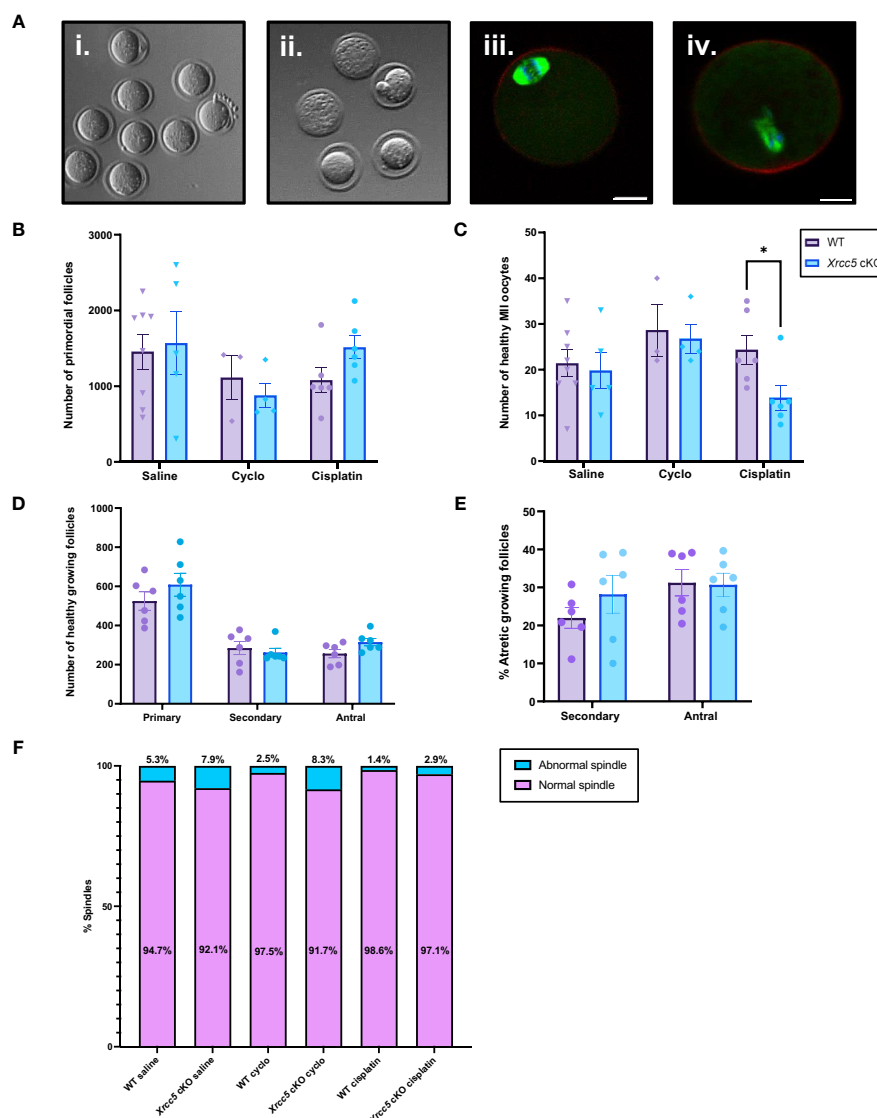 A
i.
ii.
iii.
iv.
B
Number of primordial follicles
3000
2000
1000
0
Saline
Cyclo
Cisplatin
C
Number of healthy MII oocytes
50
40
30
20
10
0
*
Saline
Cyclo
Cisplatin
WT
Xrcc5 cKO
D
Number of healthy growing follicles
1000
800
600
400
200
0
Primary
Secondary
Antral
E
% Atretic growing follicles
50
40
30
20
10
0
Secondary
Antral
F
% Spindles
100
50
0
5.3%
7.9%
2.5%
8.3%
1.4%
2.9%
94.7%
92.1%
97.5%
91.7%
98.6%
97.1%
WT saline
Xrcc5 cKO saline
WT cyclo
Xrcc5 cKO cyclo
WT cisplatin
Xrcc5 cKO cisplatin
Abnormal spindle
Normal spindle